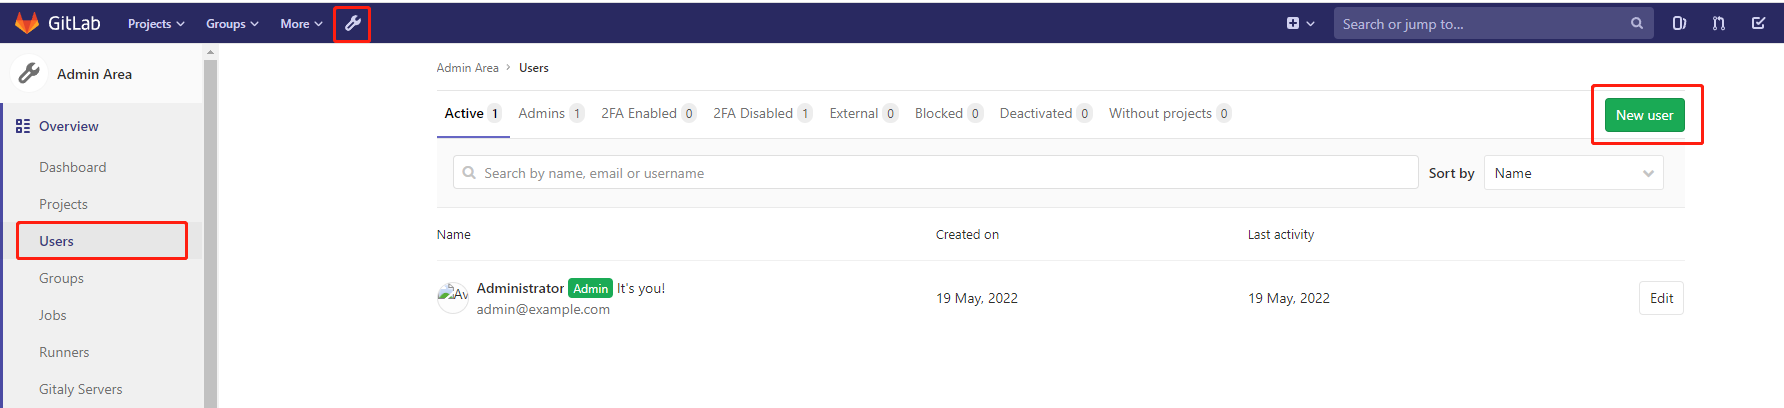 GitLab Projects Groups More Search or jump to...
Admin Area
Admin Area > Users
Active 1 Admins 1 2FA Enabled 0 2FA Disabled 1 External 0 Blocked 0 Deactivated 0 Without projects 0 New user
Overview
Dashboard
Projects
Users
Groups
Jobs
Runners
Gitaly Servers
Search by name, email or username Sort by Name
Name Created on Last activity
Av Administrator Admin It's you! 19 May, 2022 19 May, 2022 Edit
admin@example.com